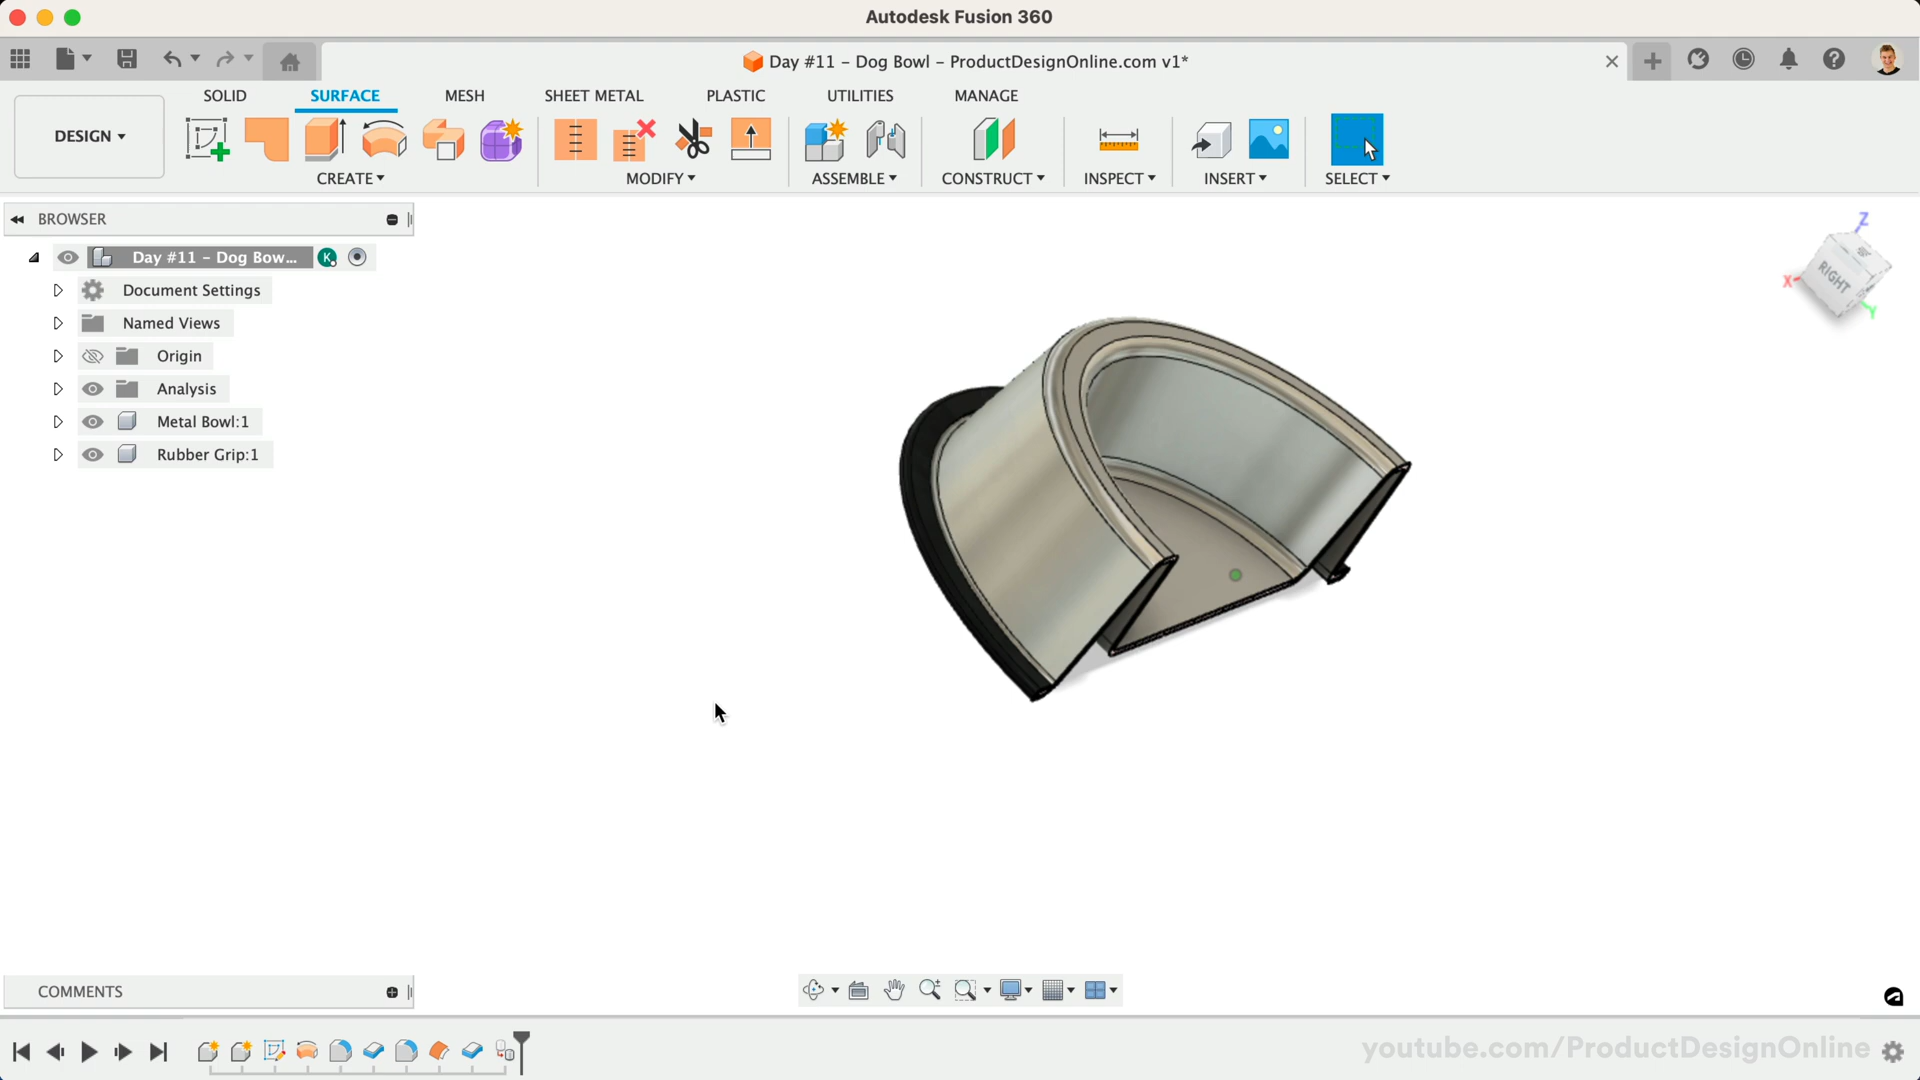 Autodesk Fusion 360
Day #11 – Dog Bowl – ProductDesignOnline.com v1*
DESIGN
SOLID
SURFACE
MESH
SHEET METAL
PLASTIC
UTILITIES
MANAGE
CREATE
MODIFY
ASSEMBLE
CONSTRUCT
INSPECT
INSERT
SELECT
BROWSER
Day #11 – Dog Bow...
K
Document Settings
Named Views
Origin
Analysis
Metal Bowl:1
Rubber Grip:1
Z
X
RIGHT
Y
COMMENTS
youtube.com/ProductDesignOnline